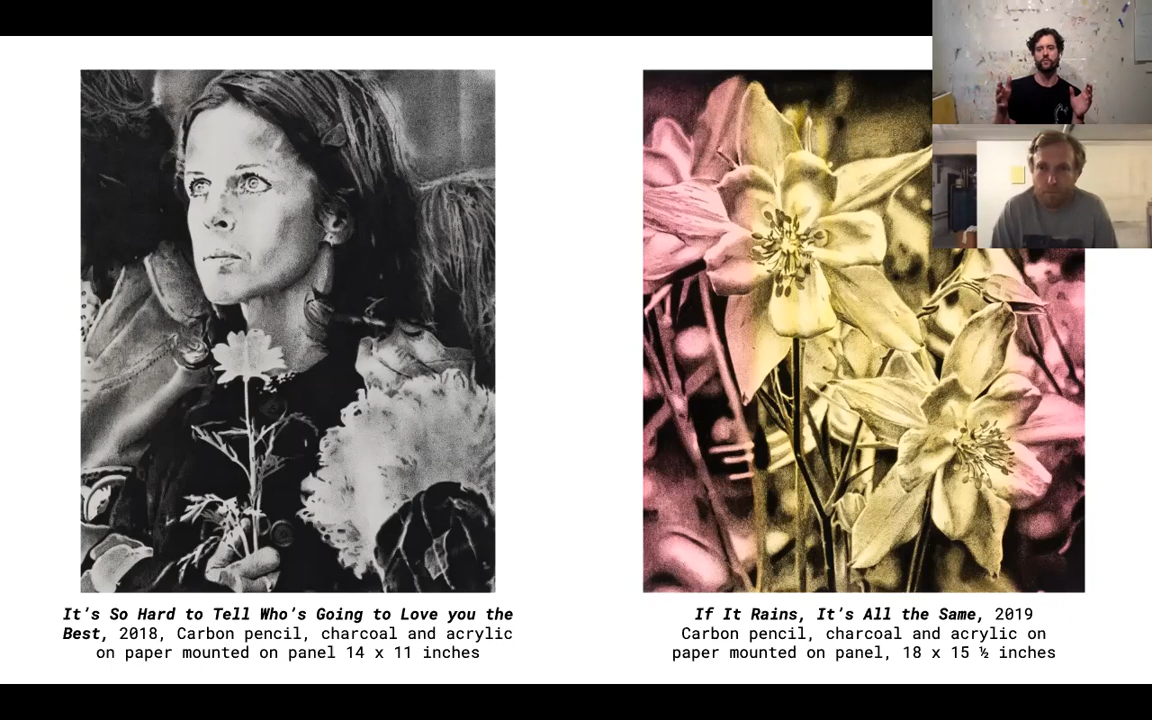 It's So Hard to Tell Who's Going to Love you the
Best, 2018, Carbon pencil, charcoal and acrylic
on paper mounted on panel 14 x 11 inches
If It Rains, It's All the Same, 2019
Carbon pencil, charcoal and acrylic on
paper mounted on panel, 18 x 15 ½ inches